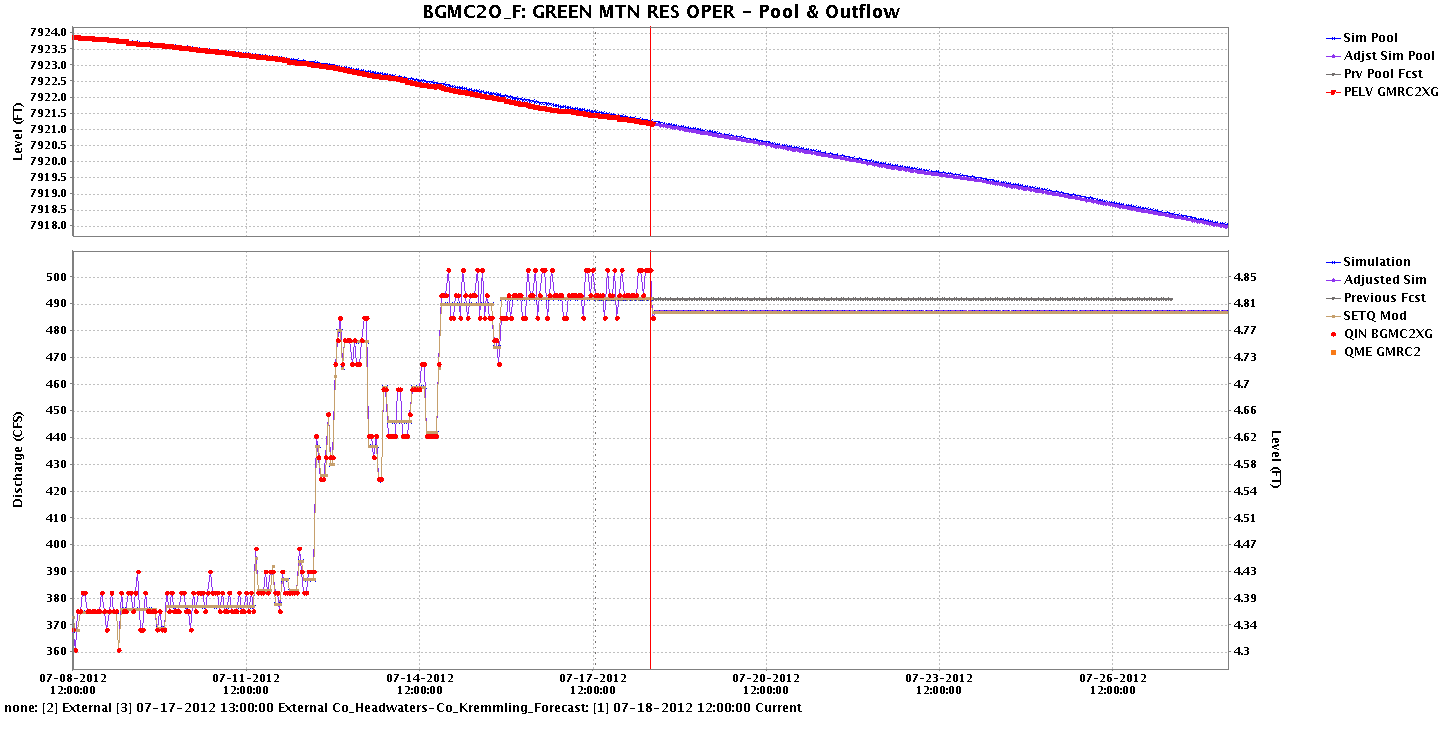 BGMC2O_F: GREEN MTN RES OPER - Pool & Outflow
7924.0
7923.5
7923.0
7922.5
7922.0
7921.5
7921.0
7920.5
7920.0
7919.5
7919.0
7918.5
7918.0
Level (FT)
Sim Pool
Adjst Sim Pool
Prv Pool Fcst
PELV GMRC2XG
500
490
480
470
460
450
440
430
420
410
400
390
380
370
360
Discharge (CFS)
4.85
4.81
4.77
4.73
4.7
4.66
4.62
4.58
4.54
4.51
4.47
4.43
4.39
4.34
4.3
Level (FT)
Simulation
Adjusted Sim
Previous Fcst
SETQ Mod
QIN BGMC2XG
QME GMRC2
07-08-2012 07-11-2012 07-14-2012 07-17-2012 07-20-2012 07-23-2012 07-26-2012
12:00:00 12:00:00 12:00:00 12:00:00 12:00:00 12:00:00 12:00:00
none: [2] External [3] 07-17-2012 13:00:00 External Co_Headwaters-Co_Kremmling_Forecast: [1] 07-18-2012 12:00:00 Current